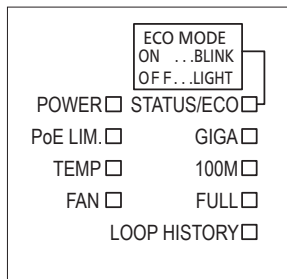 ECO MODE
ON ...BLINK
OFF...LIGHT
POWER STATUS/ECO
PoE LIM. GIGA
TEMP 100M
FAN FULL
LOOP HISTORY